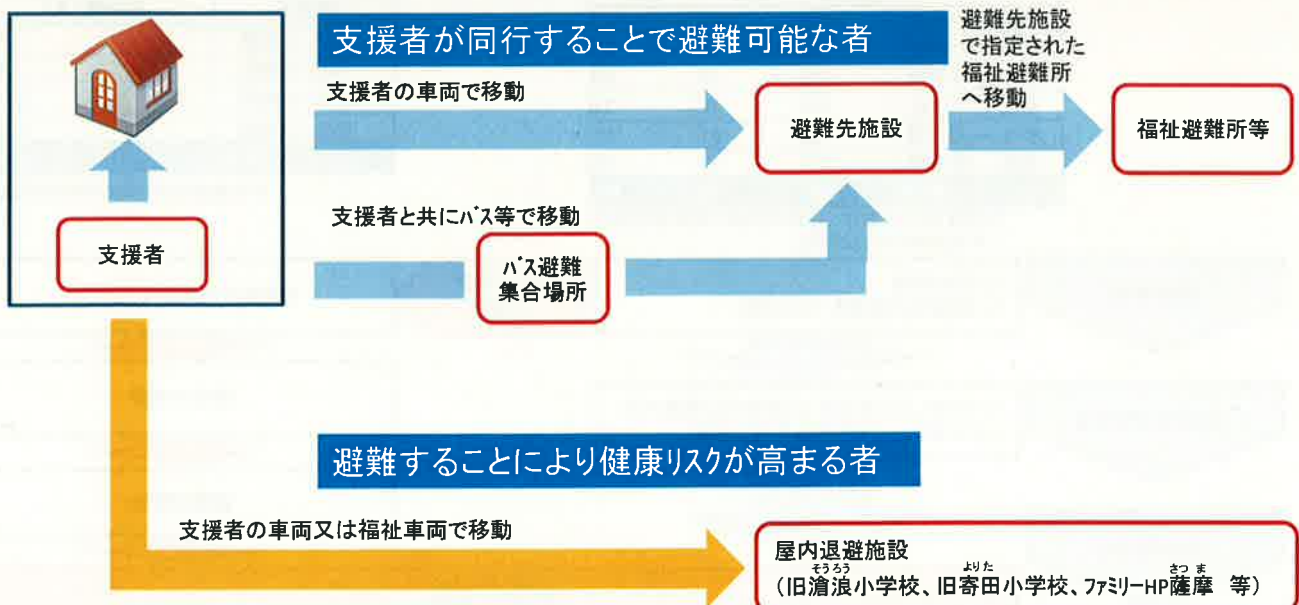 支援者が同行することで避難可能な者
避難先施設
で指定された
福祉避難所
へ移動
支援者の車両で移動
避難先施設
福祉避難所等
支援者と共にバス等で移動
支援者
バス避難
集合場所
避難することにより健康リスクが高まる者
支援者の車両又は福祉車両で移動
屋内退避施設
そうろう よりた さつま
(旧滄浪小学校、旧寄田小学校、ファミリーHP薩摩 等)